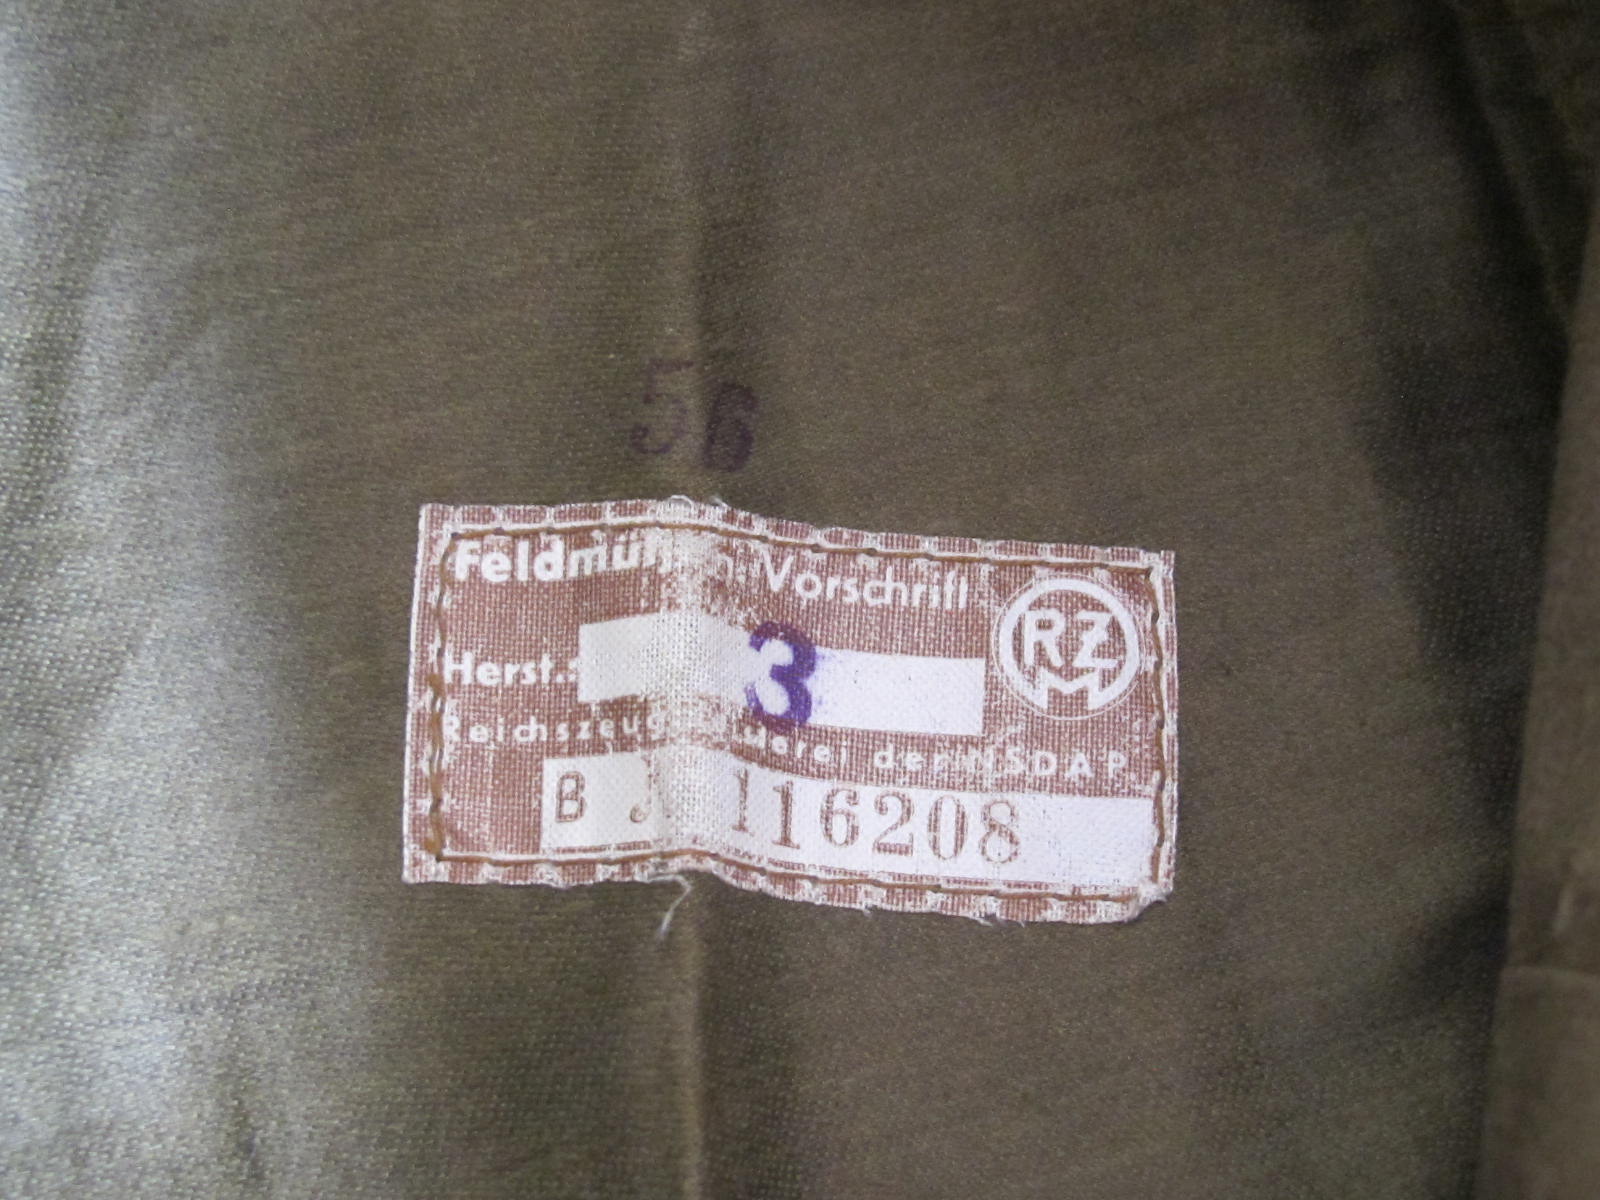 56
Vorschrift
RZM
Herst.:
3
der NSDAP.
B J 116208